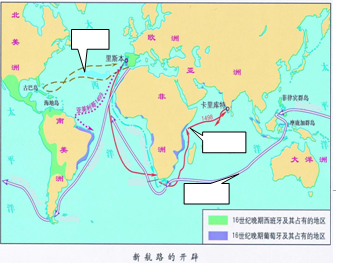 北美洲
欧洲
里斯本
亚洲
古巴岛
海地岛
非洲
卡里库特
1498
菲律宾群岛
摩鹿加群岛
南美洲
太平洋
大洋洲
16世纪晚期西班牙及其占有的地区
16世纪晚期葡萄牙及其占有的地区
新航路的开辟